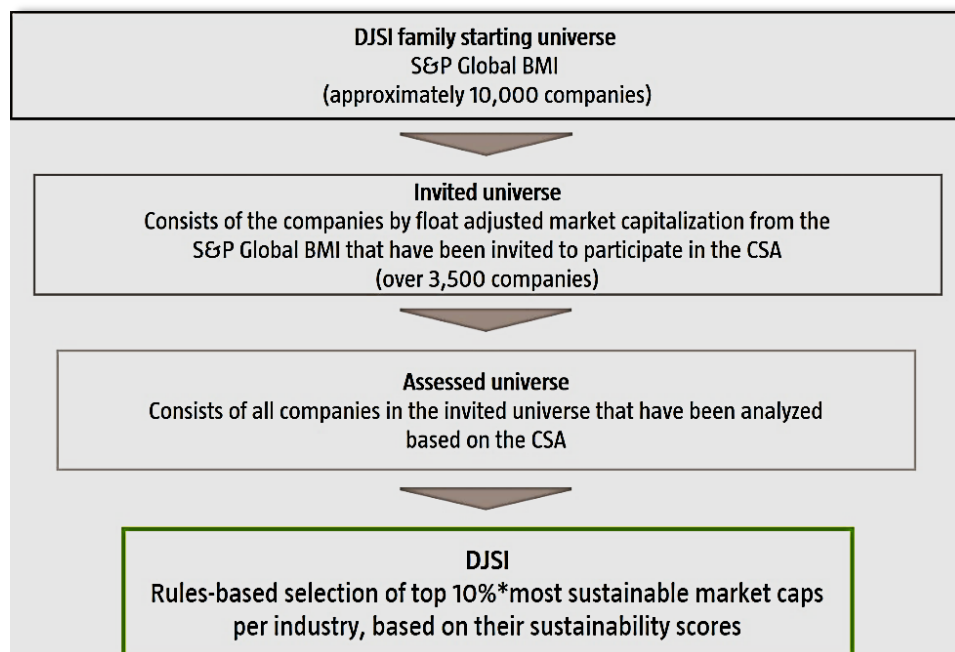 DJSI family starting universe
S&P Global BMI
(approximately 10,000 companies)
Invited universe
Consists of the companies by float adjusted market capitalization from the
S&P Global BMI that have been invited to participate in the CSA
(over 3,500 companies)
Assessed universe
Consists of all companies in the invited universe that have been analyzed
based on the CSA
DJSI
Rules-based selection of top 10%*most sustainable market caps
per industry, based on their sustainability scores